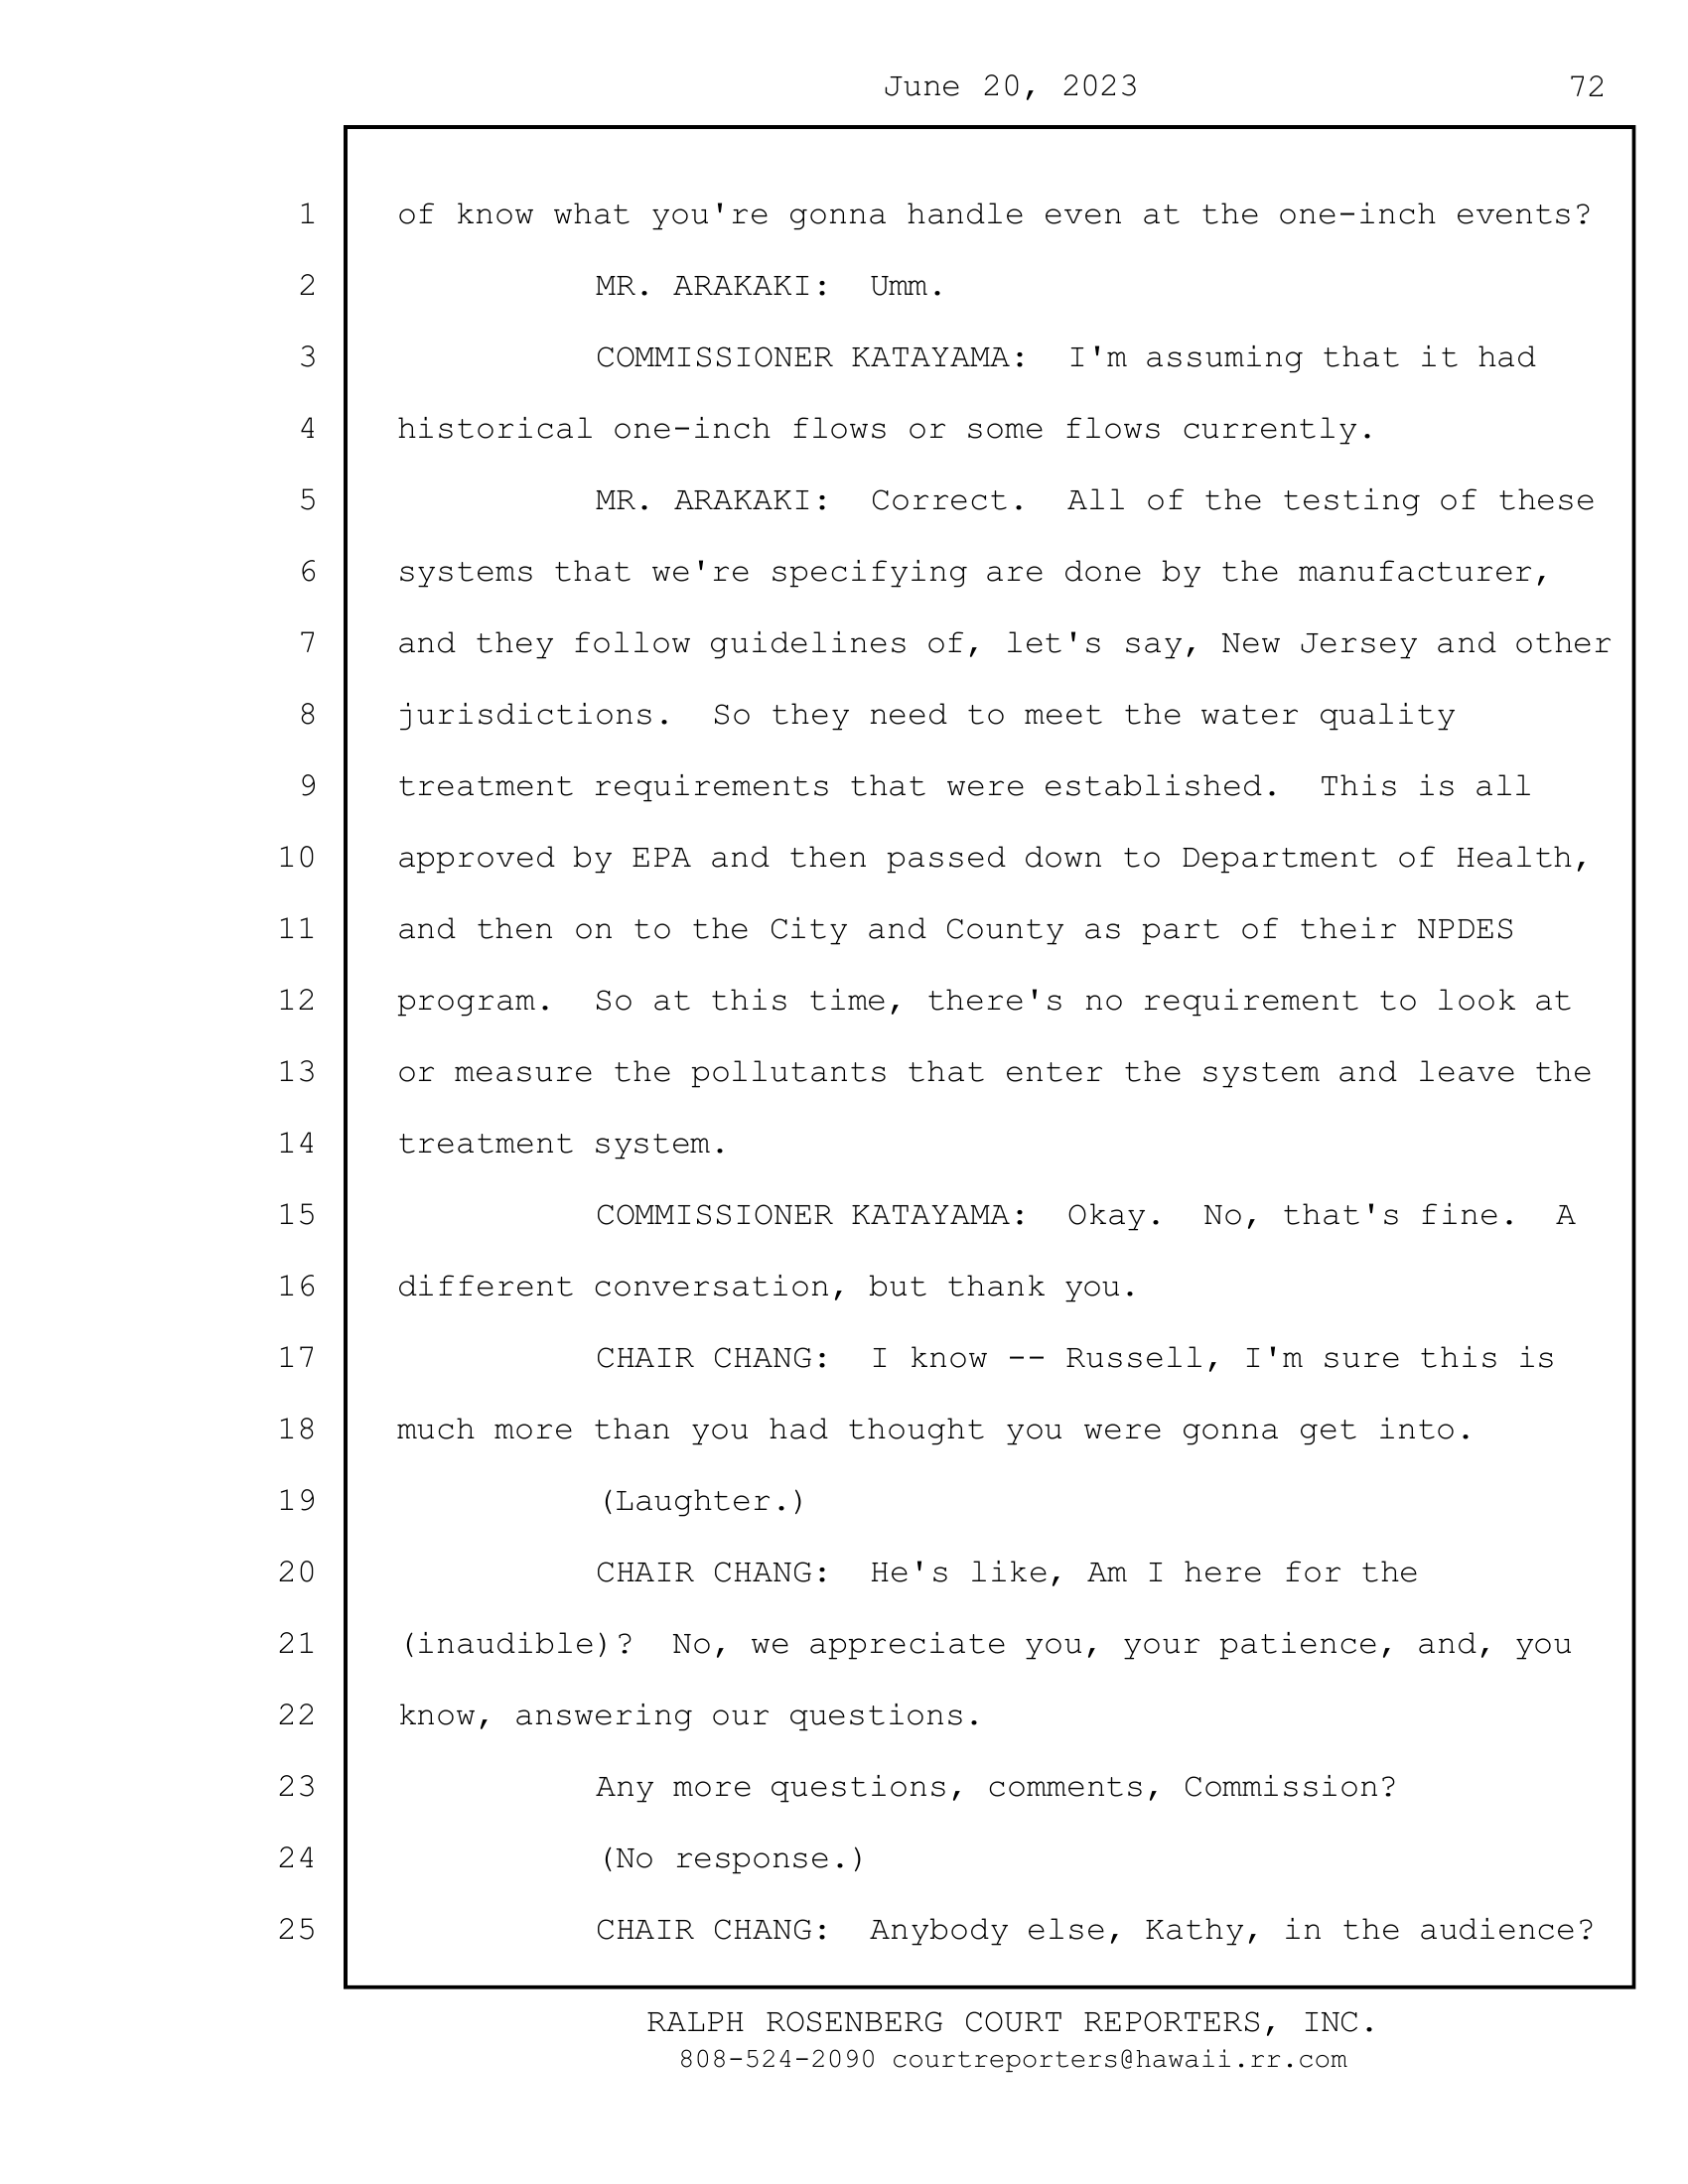 June 20, 2023 72
1 of know what you're gonna handle even at the one-inch events?
2 MR. ARAKAKI: Umm.
3 COMMISSIONER KATAYAMA: I'm assuming that it had
4 historical one-inch flows or some flows currently.
5 MR. ARAKAKI: Correct. All of the testing of these
6 systems that we're specifying are done by the manufacturer,
7 and they follow guidelines of, let's say, New Jersey and other
8 jurisdictions. So they need to meet the water quality
9 treatment requirements that were established. This is all
10 approved by EPA and then passed down to Department of Health,
11 and then on to the City and County as part of their NPDES
12 program. So at this time, there's no requirement to look at
13 or measure the pollutants that enter the system and leave the
14 treatment system.
15 COMMISSIONER KATAYAMA: Okay. No, that's fine. A
16 different conversation, but thank you.
17 CHAIR CHANG: I know -- Russell, I'm sure this is
18 much more than you had thought you were gonna get into.
19 (Laughter.)
20 CHAIR CHANG: He's like, Am I here for the
21 (inaudible)? No, we appreciate you, your patience, and, you
22 know, answering our questions.
23 Any more questions, comments, Commission?
24 (No response.)
25 CHAIR CHANG: Anybody else, Kathy, in the audience?
RALPH ROSENBERG COURT REPORTERS, INC.
808-524-2090 courtreporters@hawaii.rr.com